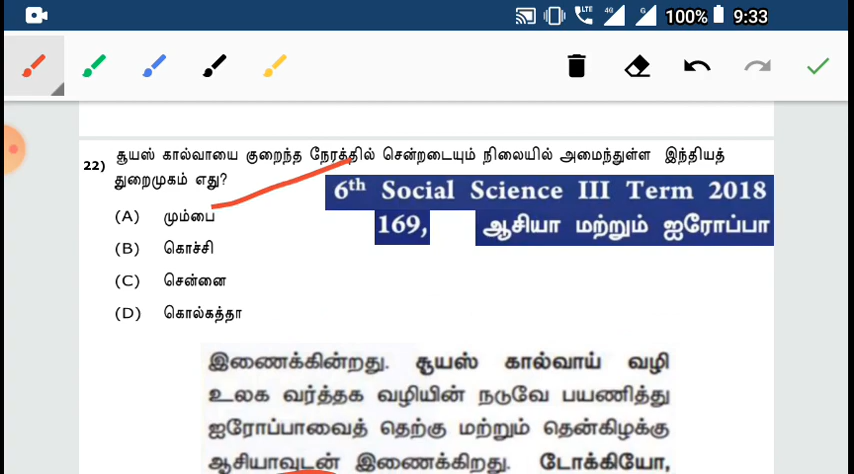 LTE 4G G 100% 9:33
22) சூயஸ் கால்வாயை குறைந்த நேரத்தில் சென்றடையும் நிலையில் அமைந்துள்ள இந்தியத்
துறைமுகம் எது?
6th Social Science III Term 2018
169, ஆசியா மற்றும் ஐரோப்பா
(A) மும்பை
(B) கொச்சி
(C) சென்னை
(D) கொல்கத்தா
இணைக்கின்றது. சூயஸ் கால்வாய் வழி
உலக வர்த்தக வழியின் நடுவே பயணித்து
ஐரோப்பாவைத் தெற்கு மற்றும் தென்கிழக்கு
ஆசியாவுடன் இணைக்கிறது. டோக்கியோ,